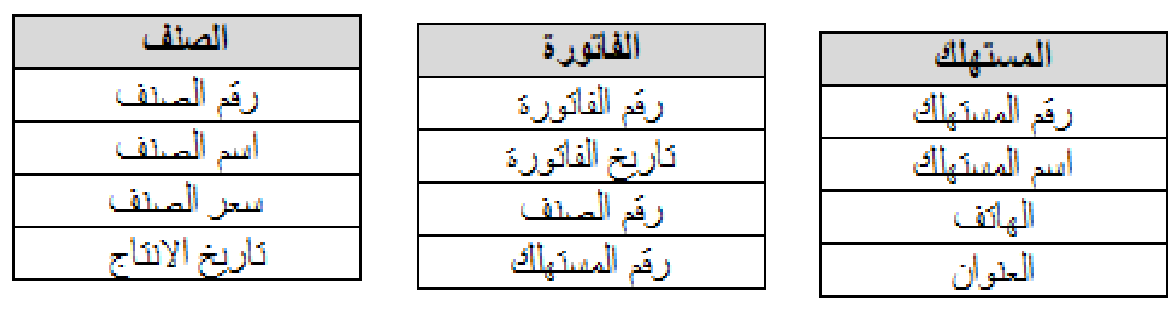 المستهلك
رقم المستهلك
اسم المستهلك
الهاتف
العنوان
الفاتورة
رقم الفاتورة
تاريخ الفاتورة
رقم الصنف
رقم المستهلك
الصنف
رقم الصنف
اسم الصنف
سعر الصنف
تاريخ الانتاج